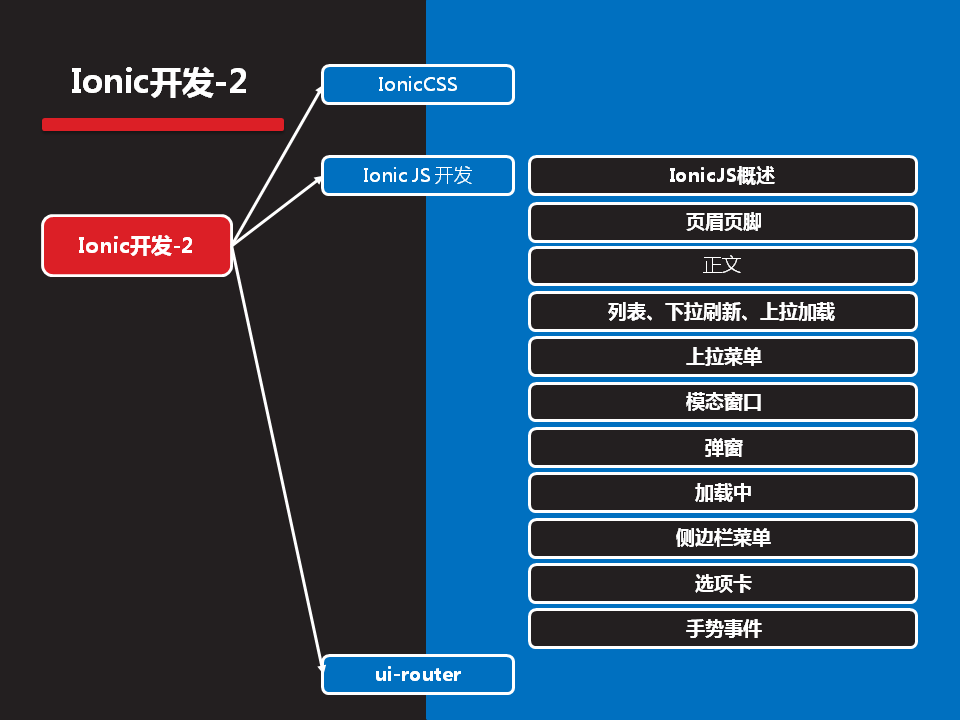 Ionic开发-2
Ionic开发-2
IonicCSS
Ionic JS 开发
IonicJS概述
页眉页脚
正文
列表、下拉刷新、上拉加载
上拉菜单
模态窗口
弹窗
加载中
侧边栏菜单
选项卡
手势事件
ui-router